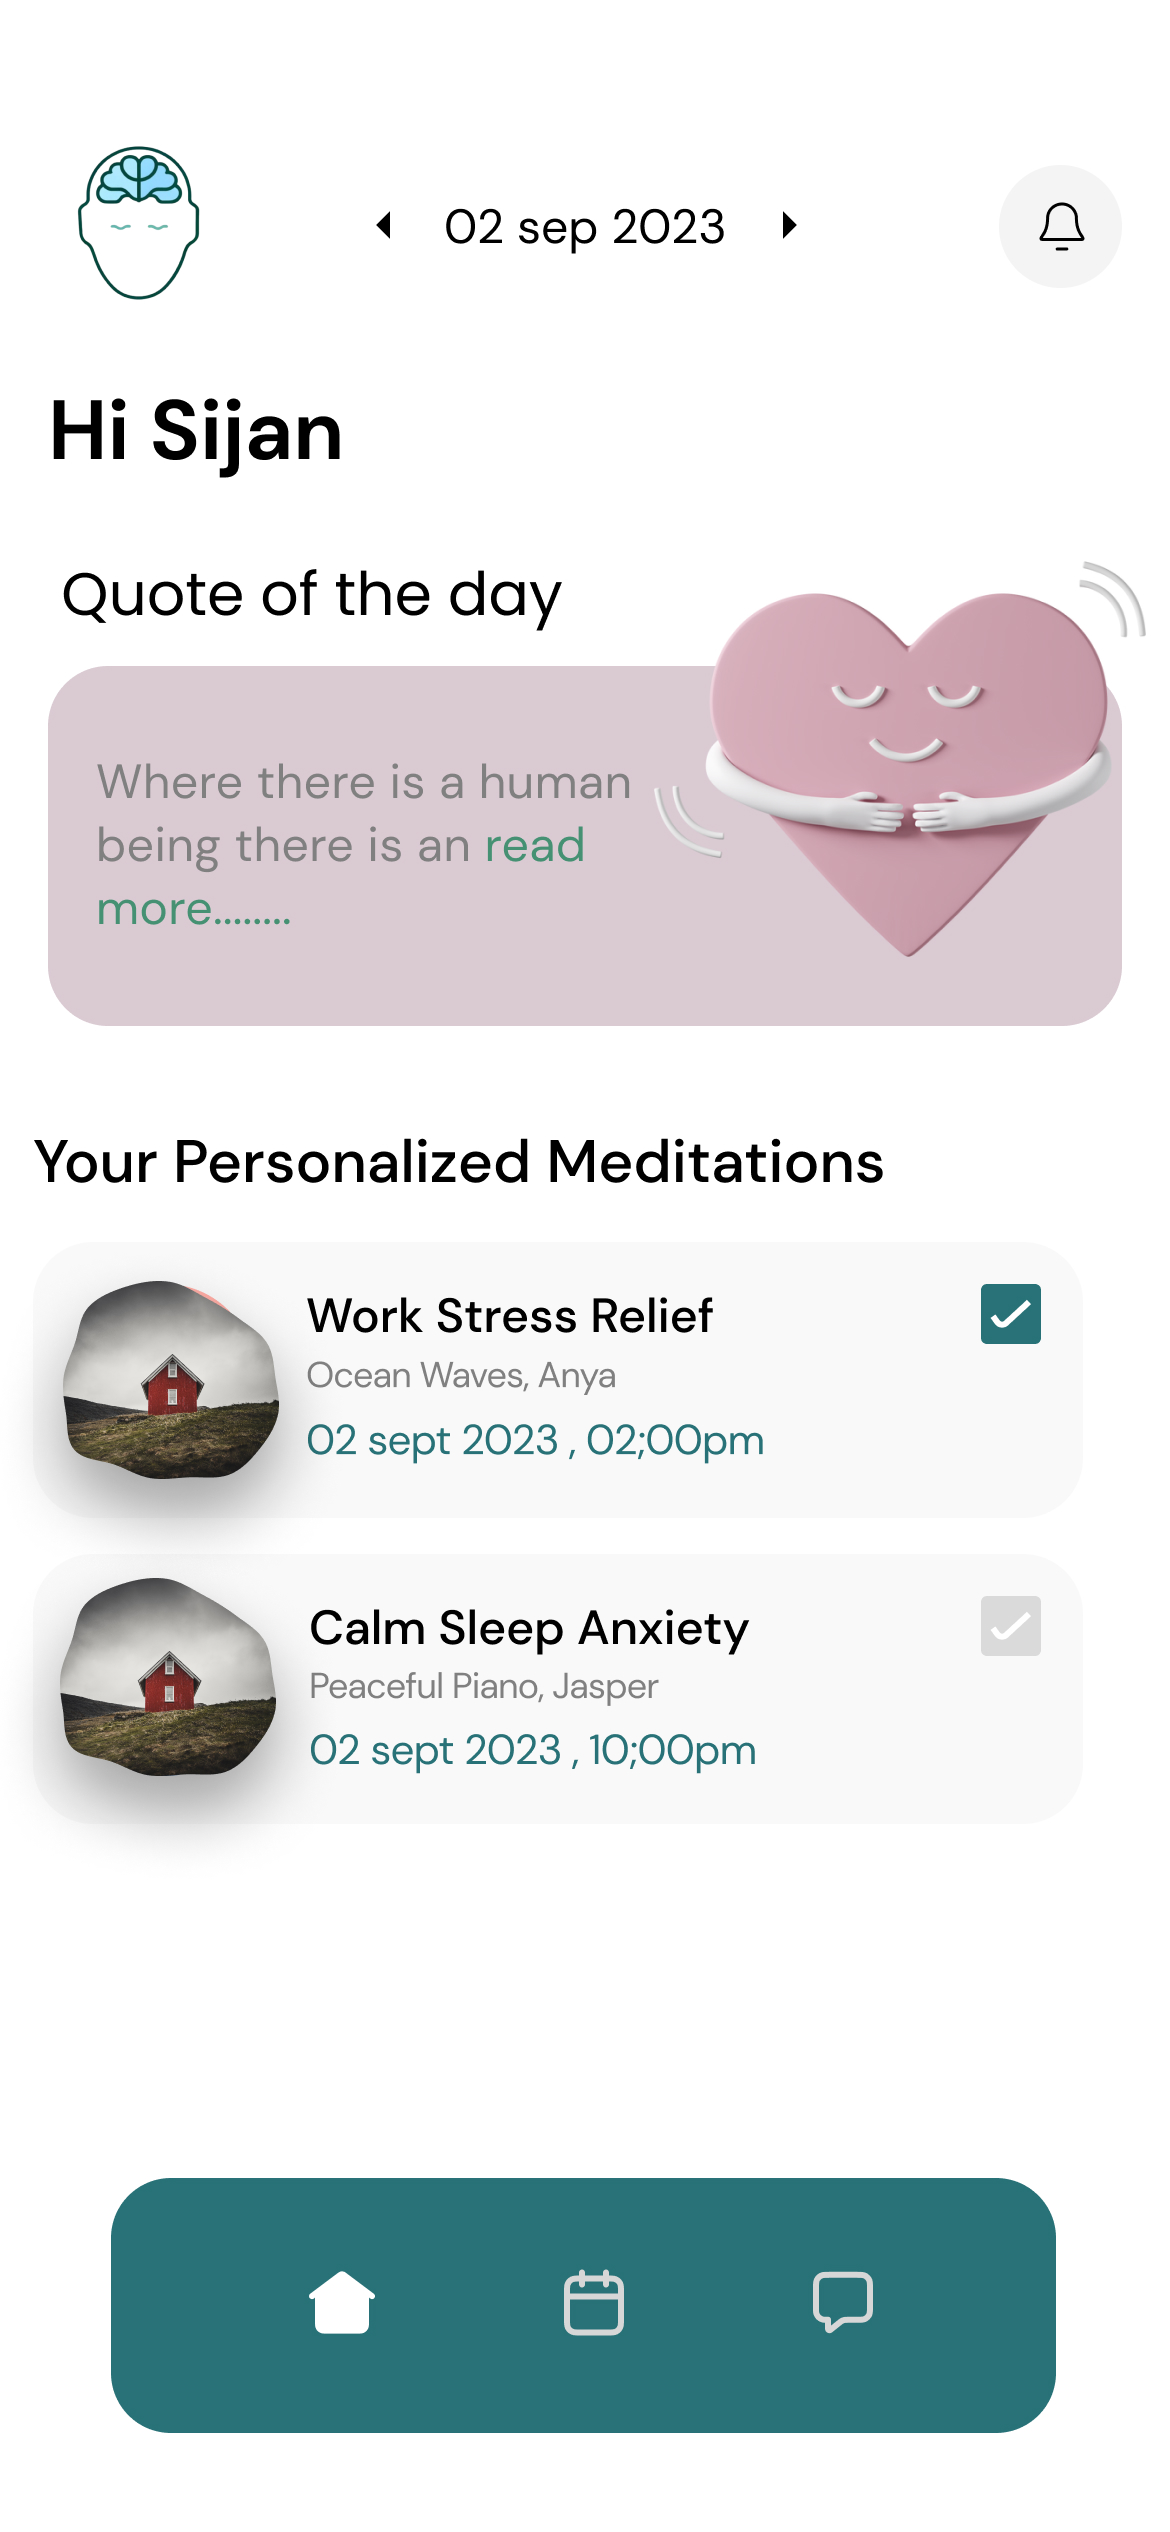 02 sep 2023
Hi Sijan
Quote of the day
Where there is a human
being there is an read
more........
Your Personalized Meditations
Work Stress Relief
Ocean Waves, Anya
02 sept 2023 , 02;00pm
Calm Sleep Anxiety
Peaceful Piano, Jasper
02 sept 2023 , 10;00pm